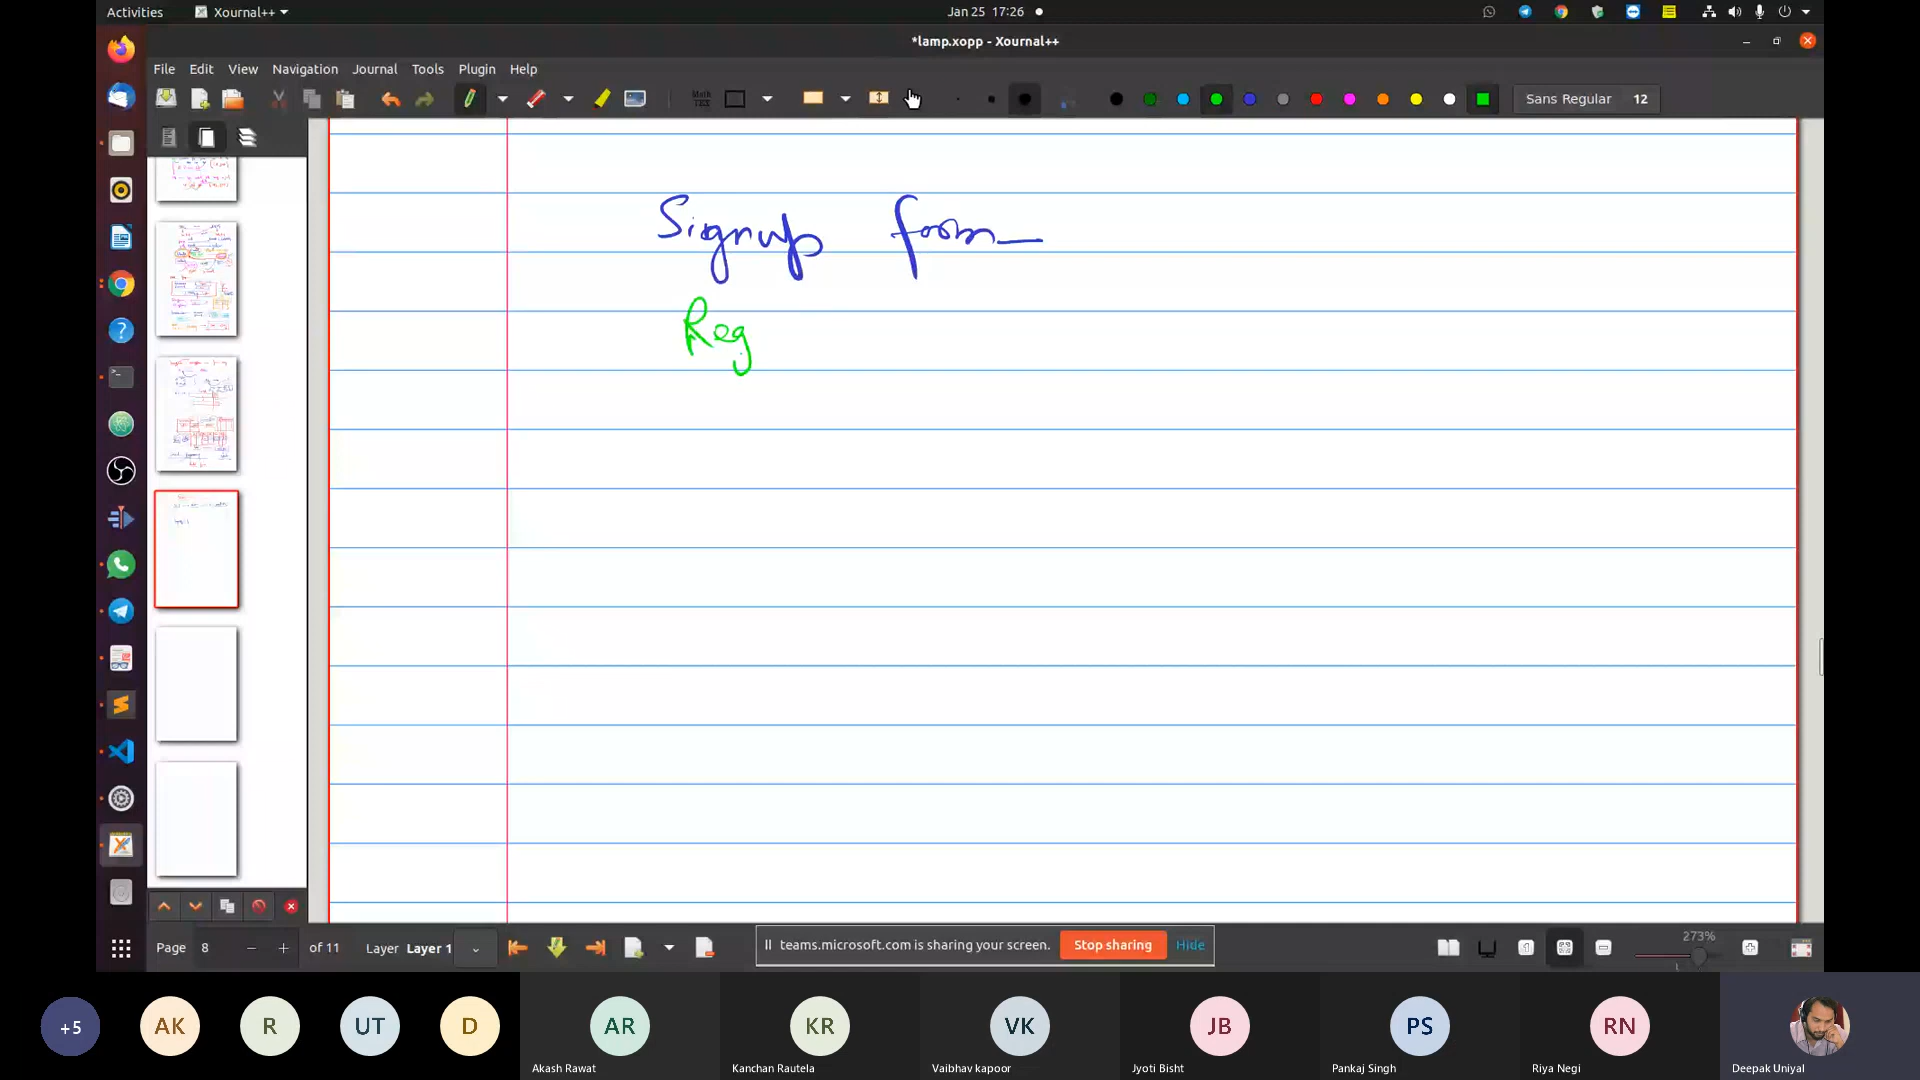 Activities
Xournal++
Jan 25 17:26
*lamp.xopp - Xournal++
File Edit View Navigation Journal Tools Plugin Help
Sans Regular 12
Signup form
Reg
Page 8 of 11 Layer Layer 1
teams.microsoft.com is sharing your screen. Stop sharing Hide
273%
+5 AK R UT D AR KR VK JB PS RN
Akash Rawat Kanchan Rautela Vaibhav kapoor Jyoti Bisht Pankaj Singh Riya Negi Deepak Uniyal